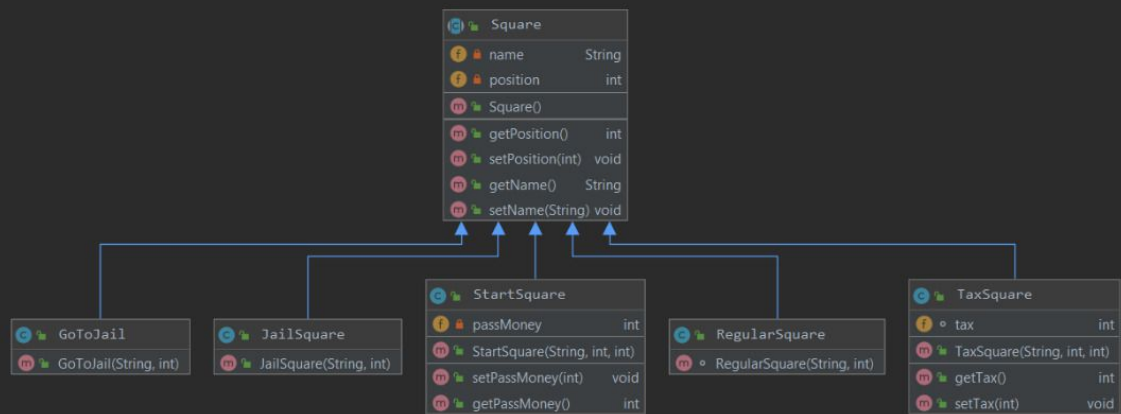 Square
name String
position int
Square()
getPosition() int
setPosition(int) void
getName() String
setName(String) void
GoToJail
GoToJail(String, int)
JailSquare
JailSquare(String, int)
StartSquare
passMoney int
StartSquare(String, int, int)
setPassMoney(int) void
getPassMoney() int
RegularSquare
RegularSquare(String, int)
TaxSquare
tax int
TaxSquare(String, int, int)
getTax() int
setTax(int) void